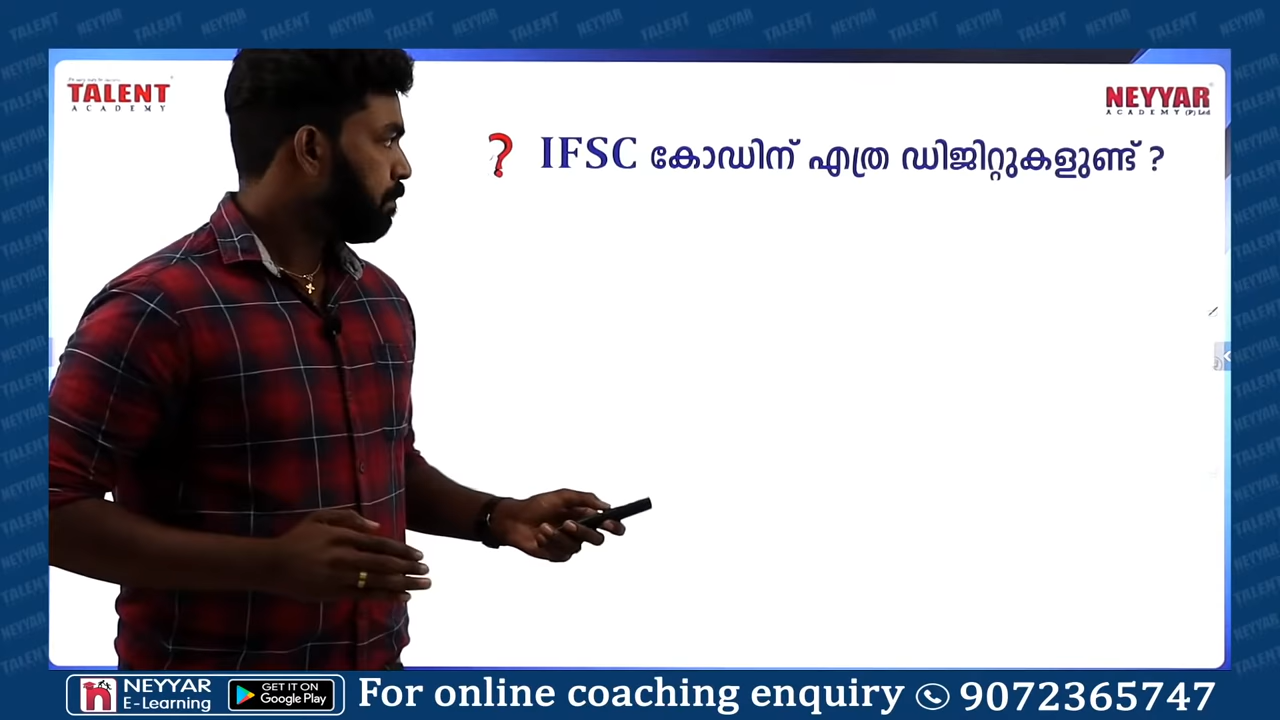 TALENT
ACADEMY
NEYYAR
ACADEMY (P) Ltd
? IFSC കോഡിന് എത്ര ഡിജിറ്റുകളുണ്ട് ?
NEYYAR
E-Learning
GET IT ON
Google Play
For online coaching enquiry 9072365747